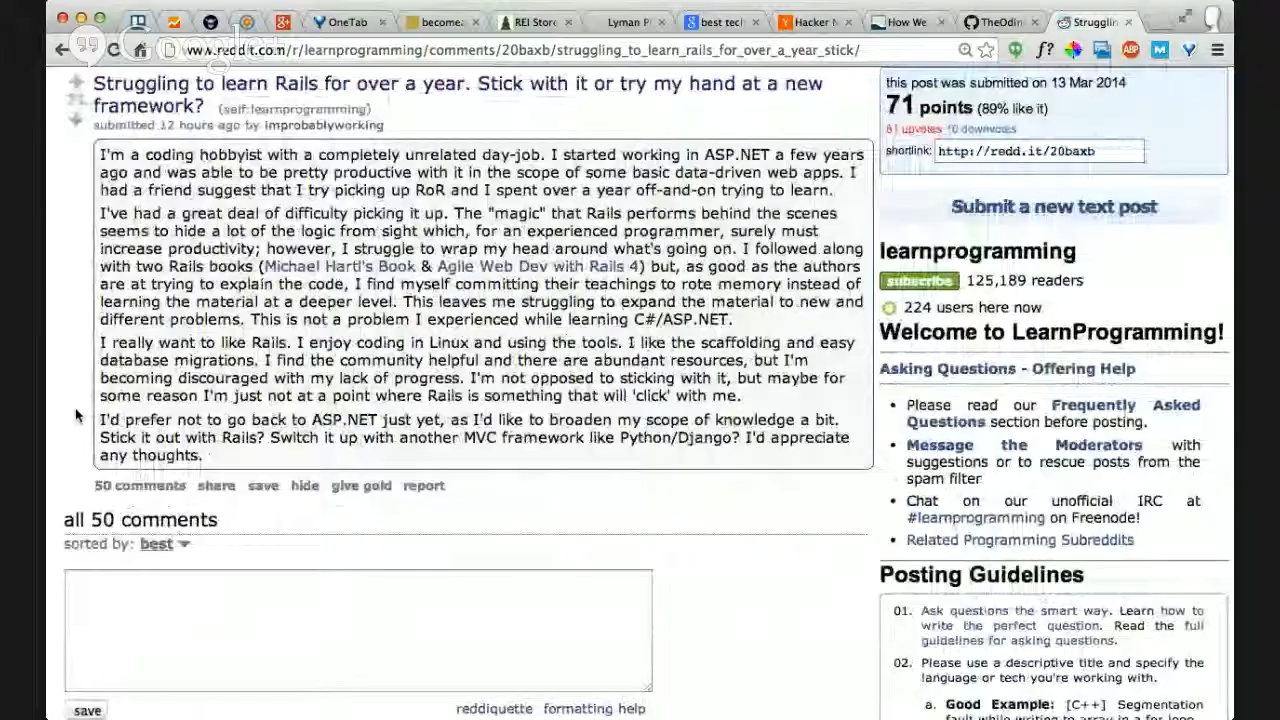 OneTab
become
REI Store
Lyman P
best tec
Hacker N
How We
TheOdin
Strugglin
Google
www.reddit.com/r/learnprogramming/comments/20baxb/struggling_to_learn_rails_for_over_a_year_stick/
f?
ABP
M
Struggling to learn Rails for over a year. Stick with it or try my hand at a new
framework? (self.learnprogramming)
submitted 12 hours ago by improbablyworking
I'm a coding hobbyist with a completely unrelated day-job. I started working in ASP.NET a few years
ago and was able to be pretty productive with it in the scope of some basic data-driven web apps. I
had a friend suggest that I try picking up RoR and I spent over a year off-and-on trying to learn.
I've had a great deal of difficulty picking it up. The "magic" that Rails performs behind the scenes
seems to hide a lot of the logic from sight which, for an experienced programmer, surely must
increase productivity; however, I struggle to wrap my head around what's going on. I followed along
with two Rails books (Michael Hartl's Book & Agile Web Dev with Rails 4) but, as good as the authors
are at trying to explain the code, I find myself committing their teachings to rote memory instead of
learning the material at a deeper level. This leaves me struggling to expand the material to new and
different problems. This is not a problem I experienced while learning C#/ASP.NET.
I really want to like Rails. I enjoy coding in Linux and using the tools. I like the scaffolding and easy
database migrations. I find the community helpful and there are abundant resources, but I'm
becoming discouraged with my lack of progress. I'm not opposed to sticking with it, but maybe for
some reason I'm just not at a point where Rails is something that will 'click' with me.
I'd prefer not to go back to ASP.NET just yet, as I'd like to broaden my scope of knowledge a bit.
Stick it out with Rails? Switch it up with another MVC framework like Python/Django? I'd appreciate
any thoughts.
50 comments share save hide give gold report
all 50 comments
sorted by: best
save
reddiquette formatting help
this post was submitted on 13 Mar 2014
71 points (89% like it)
81 upvotes 10 downvotes
shortlink: http://redd.it/20baxb
Submit a new text post
learnprogramming
subscribe 125,189 readers
224 users here now
Welcome to LearnProgramming!
Asking Questions - Offering Help
• Please read our Frequently Asked
Questions section before posting.
• Message the Moderators with
suggestions or to rescue posts from the
spam filter
• Chat on our unofficial IRC at
#learnprogramming on Freenode!
• Related Programming Subreddits
Posting Guidelines
01. Ask questions the smart way. Learn how to
write the perfect question. Read the full
guidelines for asking questions.
02. Please use a descriptive title and specify the
language or tech you're working with.
a. Good Example: [C++] Segmentation
fault while writing to array in a for loop